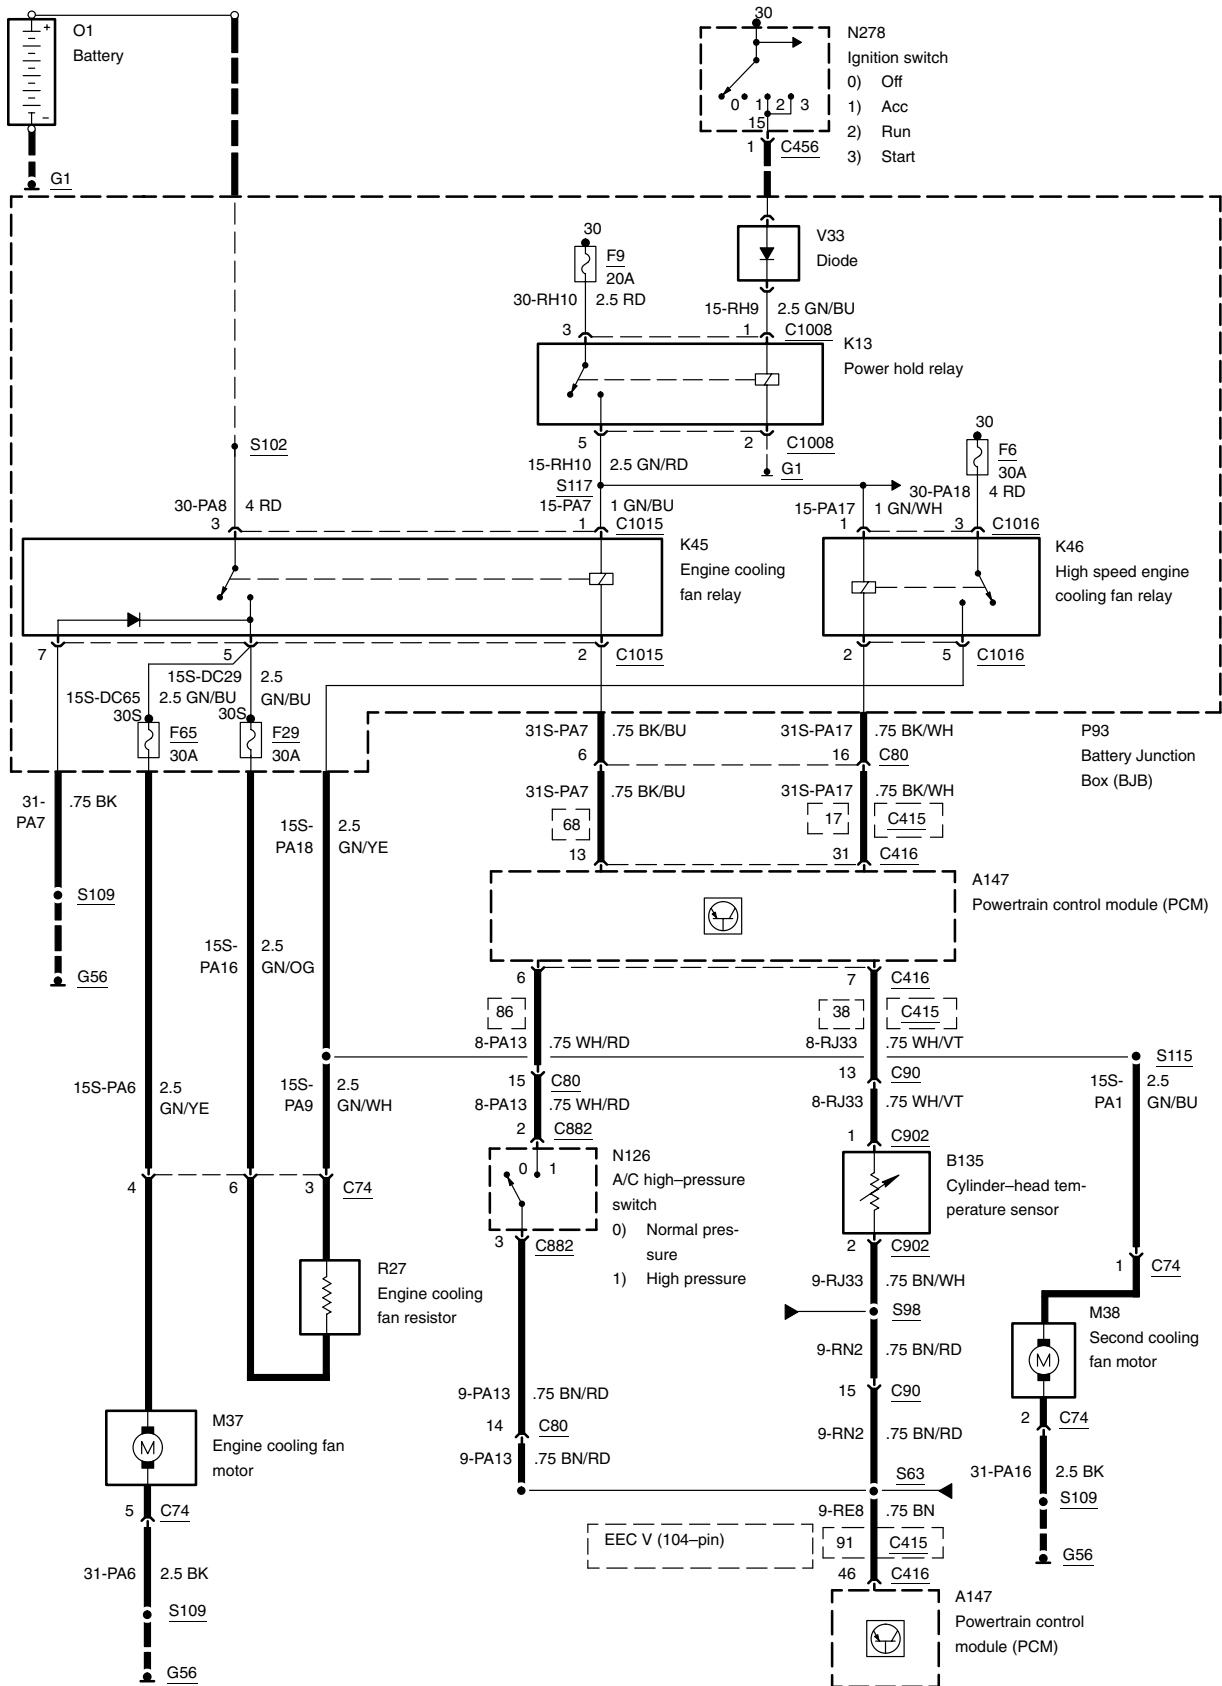 O1
Battery
+
–
G1
30
N278
Ignition switch
0) Off
1) Acc
2) Run
3) Start
0 1 2 3
15
1 C456
V33
Diode
30
F9
20A
30-RH10 2.5 RD
15-RH9 2.5 GN/BU
3 1 C1008
K13
Power hold relay
5 2 C1008
G1
S102
30
F6
30A
15-RH10 2.5 GN/RD
S117
30-PA8 4 RD
15-PA7 1 GN/BU
15-PA17 1 GN/WH
30-PA18 4 RD
3 1 C1015
1 3 C1016
K45
Engine cooling
fan relay
K46
High speed engine
cooling fan relay
7 5 2 C1015
2 5 C1016
15S-DC29 2.5
GN/BU
15S-DC65 2.5 GN/BU
30S 30S
F65
30A
F29
30A
31S-PA7 .75 BK/BU
31S-PA17 .75 BK/WH
6 16 C80
P93
Battery Junction
Box (BJB)
31-
PA7
.75 BK
15S-
PA18
2.5
GN/YE
31S-PA7 .75 BK/BU
31S-PA17 .75 BK/WH
68 17 C415
13 31 C416
A147
Powertrain control module (PCM)
S109
G56
15S-
PA16
2.5
GN/OG
6 7 C416
86 38 C415
8-PA13 .75 WH/RD
8-RJ33 .75 WH/VT
S115
15S-PA6 2.5
GN/YE
15S-
PA9
2.5
GN/WH
15 C80
13 C90
15S-
PA1
2.5
GN/BU
8-PA13 .75 WH/RD
8-RJ33 .75 WH/VT
2 C882
1 C902
N126
A/C high–pressure
switch
0) Normal pres-
sure
1) High pressure
0 1
B135
Cylinder–head tem-
perature sensor
4 6 3 C74
3 C882
2 C902
1 C74
R27
Engine cooling
fan resistor
9-RJ33 .75 BN/WH
S98
M38
Second cooling
fan motor
M
9-RN2 .75 BN/RD
9-PA13 .75 BN/RD
15 C90
14 C80
2 C74
M37
Engine cooling fan
motor
M
9-RN2 .75 BN/RD
9-PA13 .75 BN/RD
31-PA16 2.5 BK
S63
S109
5 C74
9-RE8 .75 BN
EEC V (104–pin)
91 C415
G56
31-PA6 2.5 BK
46 C416
S109
A147
Powertrain control
module (PCM)
G56